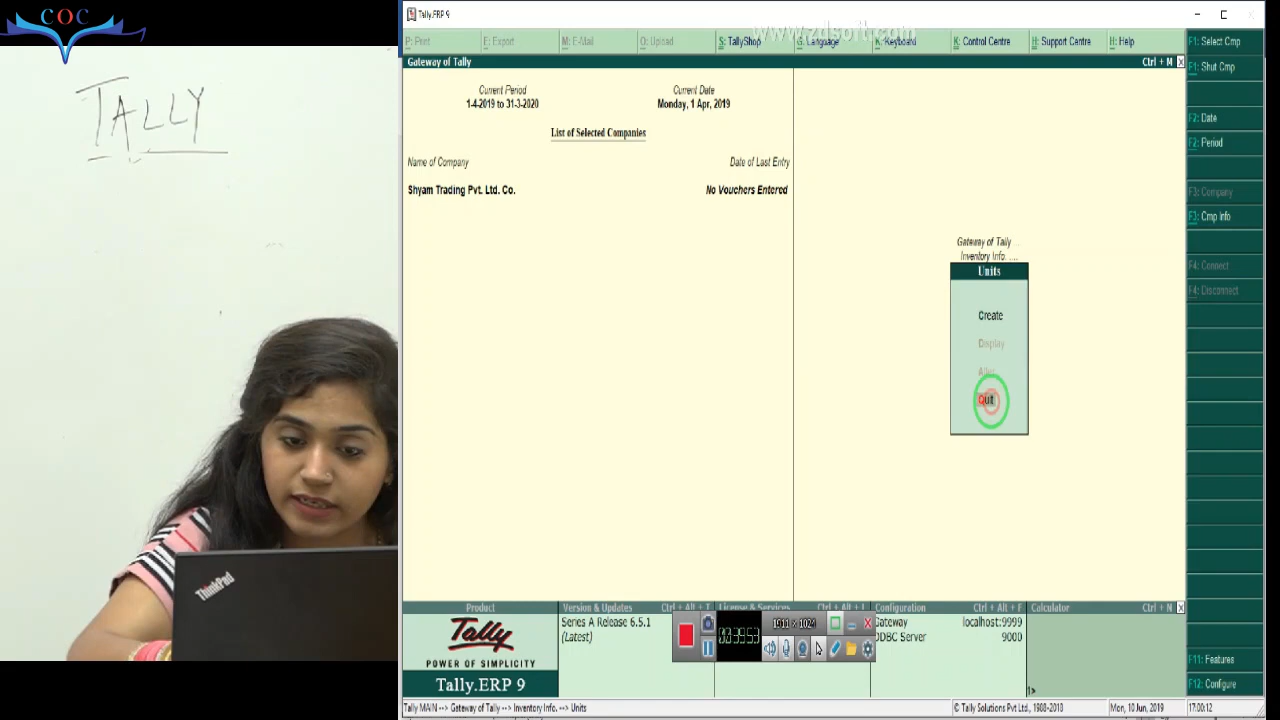 COC
TALLY
ThinkPad
Tally.ERP 9
www.zdsoft.com
P: Print
E: Export
M: E-Mail
O: Upload
S: TallyShop
G: Language
K: Keyboard
K: Control Centre
H: Support Centre
H: Help
Gateway of Tally
Ctrl + M
Current Period
1-4-2019 to 31-3-2020
Current Date
Monday, 1 Apr, 2019
List of Selected Companies
Name of Company
Date of Last Entry
Shyam Trading Pvt. Ltd. Co.
No Vouchers Entered
Gateway of Tally ...
Inventory Info. ....
Units
Create
Display
Alter
Quit
F1: Select Cmp
F1: Shut Cmp
F2: Date
F2: Period
F3: Company
F3: Cmp Info
F4: Connect
F4: Disconnect
F11: Features
F12: Configure
Product
Version & Updates
Ctrl + Alt + T
License & Services
Ctrl + Alt + L
Configuration
Ctrl + Alt + F
Calculator
Ctrl + N
Tally
POWER OF SIMPLICITY
Tally.ERP 9
Series A Release 6.5.1
(Latest)
1911 x 1024
Gateway
localhost:9999
ODBC Server
9000
1>
Tally MAIN --> Gateway of Tally --> Inventory Info. --> Units
© Tally Solutions Pvt Ltd., 1988-2018
Mon, 10 Jun, 2019
17:00:12